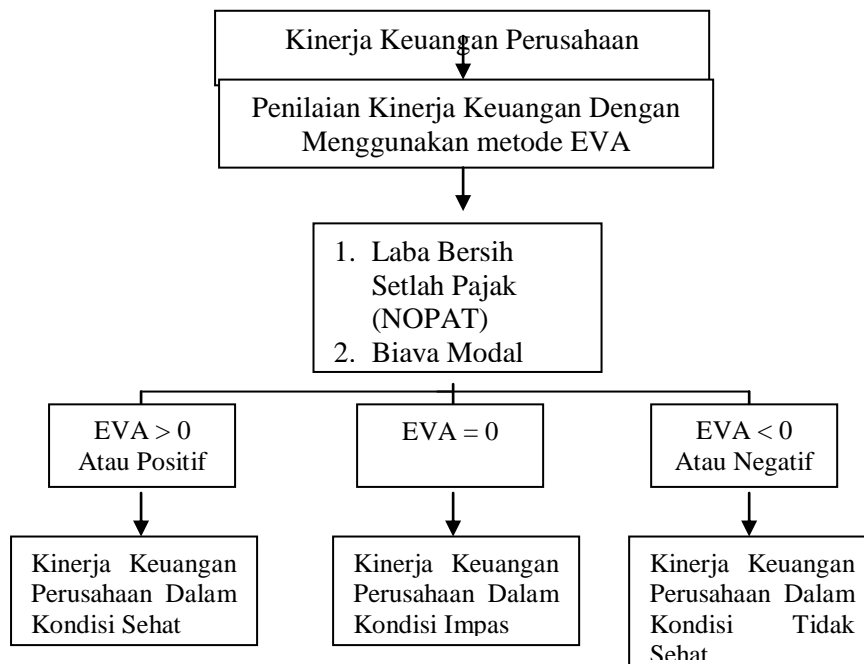 Kinerja Keuangan Perusahaan
Penilaian Kinerja Keuangan Dengan
Menggunakan metode EVA
1. Laba Bersih
Setlah Pajak
(NOPAT)
2. Biava Modal
EVA > 0
Atau Positif
EVA = 0
EVA < 0
Atau Negatif
Kinerja Keuangan
Perusahaan Dalam
Kondisi Sehat
Kinerja Keuangan
Perusahaan Dalam
Kondisi Impas
Kinerja Keuangan
Perusahaan Dalam
Kondisi Tidak
Sehat